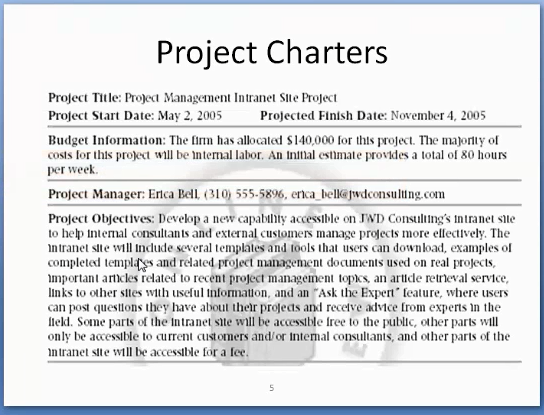 Project Charters
Project Title: Project Management Intranet Site Project
Project Start Date: May 2, 2005 Projected Finish Date: November 4, 2005
Budget Information: The firm has allocated $140,000 for this project. The majority of
costs for this project will be internal labor. An initial estimate provides a total of 80 hours
per week.
Project Manager: Erica Bell, (310) 555-5896, erica_bell@jwdconsulting.com
Project Objectives: Develop a new capability accessible on JWD Consulting's intranet site
to help internal consultants and external customers manage projects more effectively. The
intranet site will include several templates and tools that users can download, examples of
completed templates and related project management documents used on real projects,
important articles related to recent project management topics, an article retrieval service,
links to other sites with useful information, and an "Ask the Expert" feature, where users
can post questions they have about their projects and receive advice from experts in the
field. Some parts of the intranet site will be accessible free to the public, other parts will
only be accessible to current customers and/or internal consultants, and other parts of the
intranet site will be accessible for a fee.
5